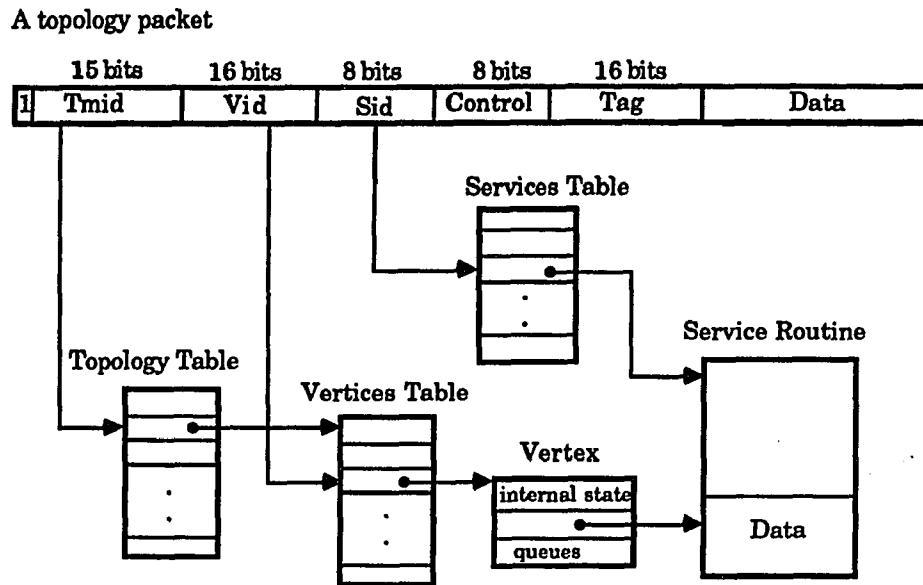 A topology packet
15 bits 16 bits 8 bits 8 bits 16 bits
1 Tmid Vid Sid Control Tag Data
Services Table
Service Routine
Topology Table
Vertices Table
Vertex
internal state
Data
queues